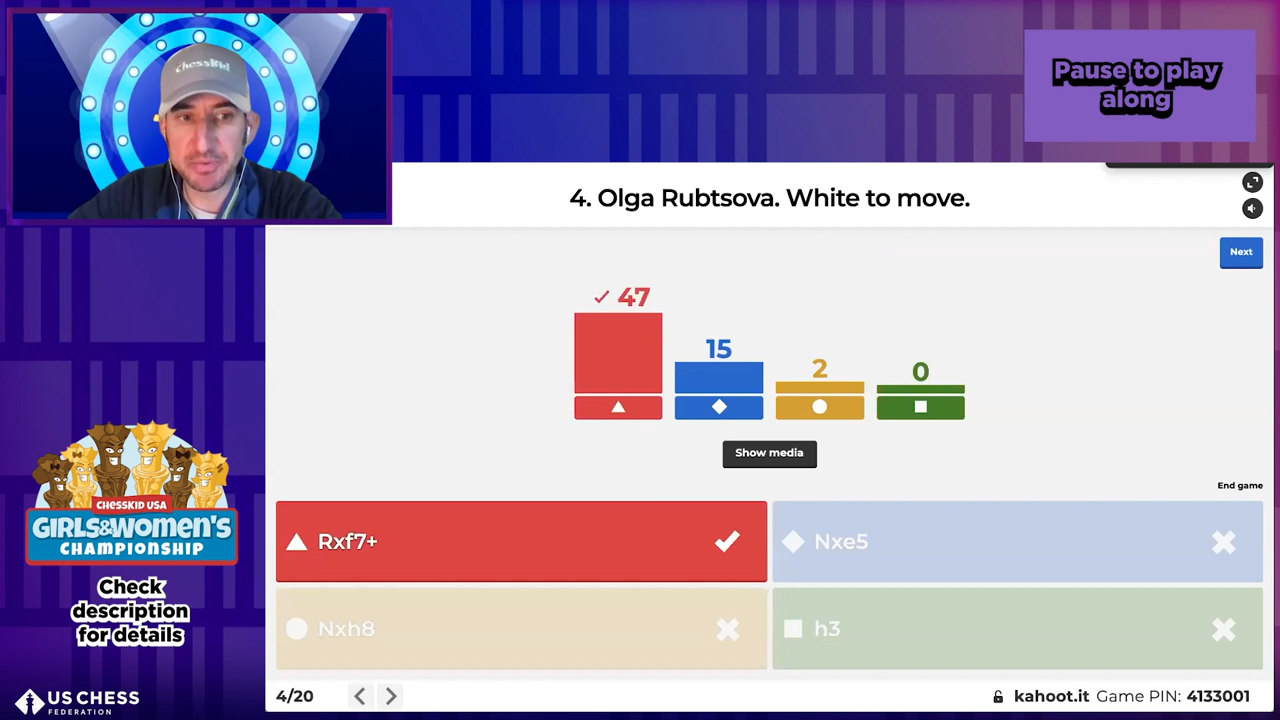 chessKid
Pause to play
along
4. Olga Rubtsova. White to move.
Next
47
15
2
0
Show media
End game
Rxf7+
Nxe5
Nxh8
h3
CHESSKID USA
GIRLS&WOMEN'S
CHAMPIONSHIP
Check
description
for details
US CHESS
FEDERATION
4/20
kahoot.it Game PIN: 4133001